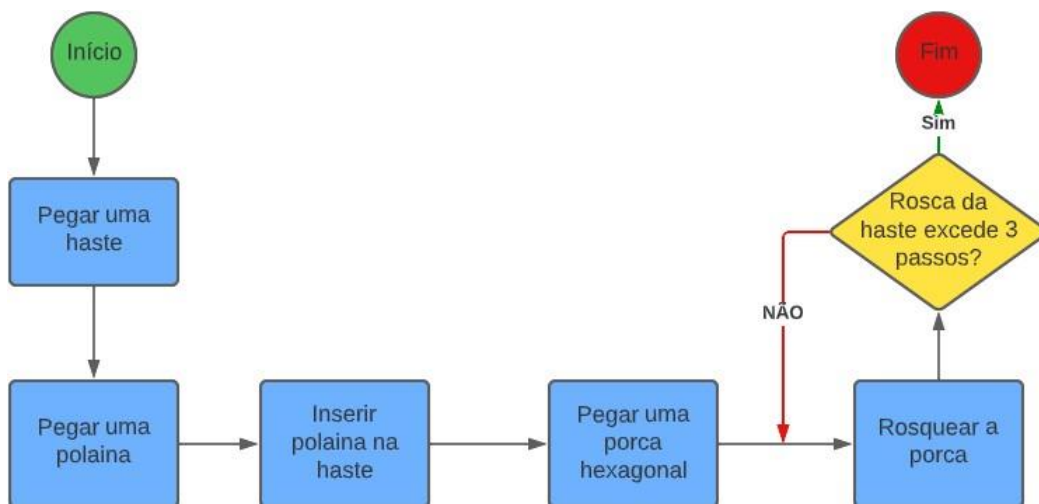 Início
Pegar uma
haste
Pegar uma
polaina
Inserir
polaina na
haste
Pegar uma
porca
hexagonal
Rosquear a
porca
Rosca da
haste excede 3
passos?
NÃO
Sim
Fim